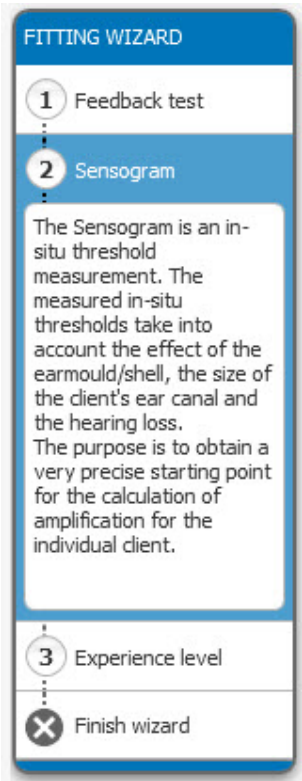 FITTING WIZARD
1 Feedback test
2 Sensogram
The Sensogram is an in-
situ threshold
measurement. The
measured in-situ
thresholds take into
account the effect of the
earmould/shell, the size of
the client's ear canal and
the hearing loss.
The purpose is to obtain a
very precise starting point
for the calculation of
amplification for the
individual client.
3 Experience level
Finish wizard